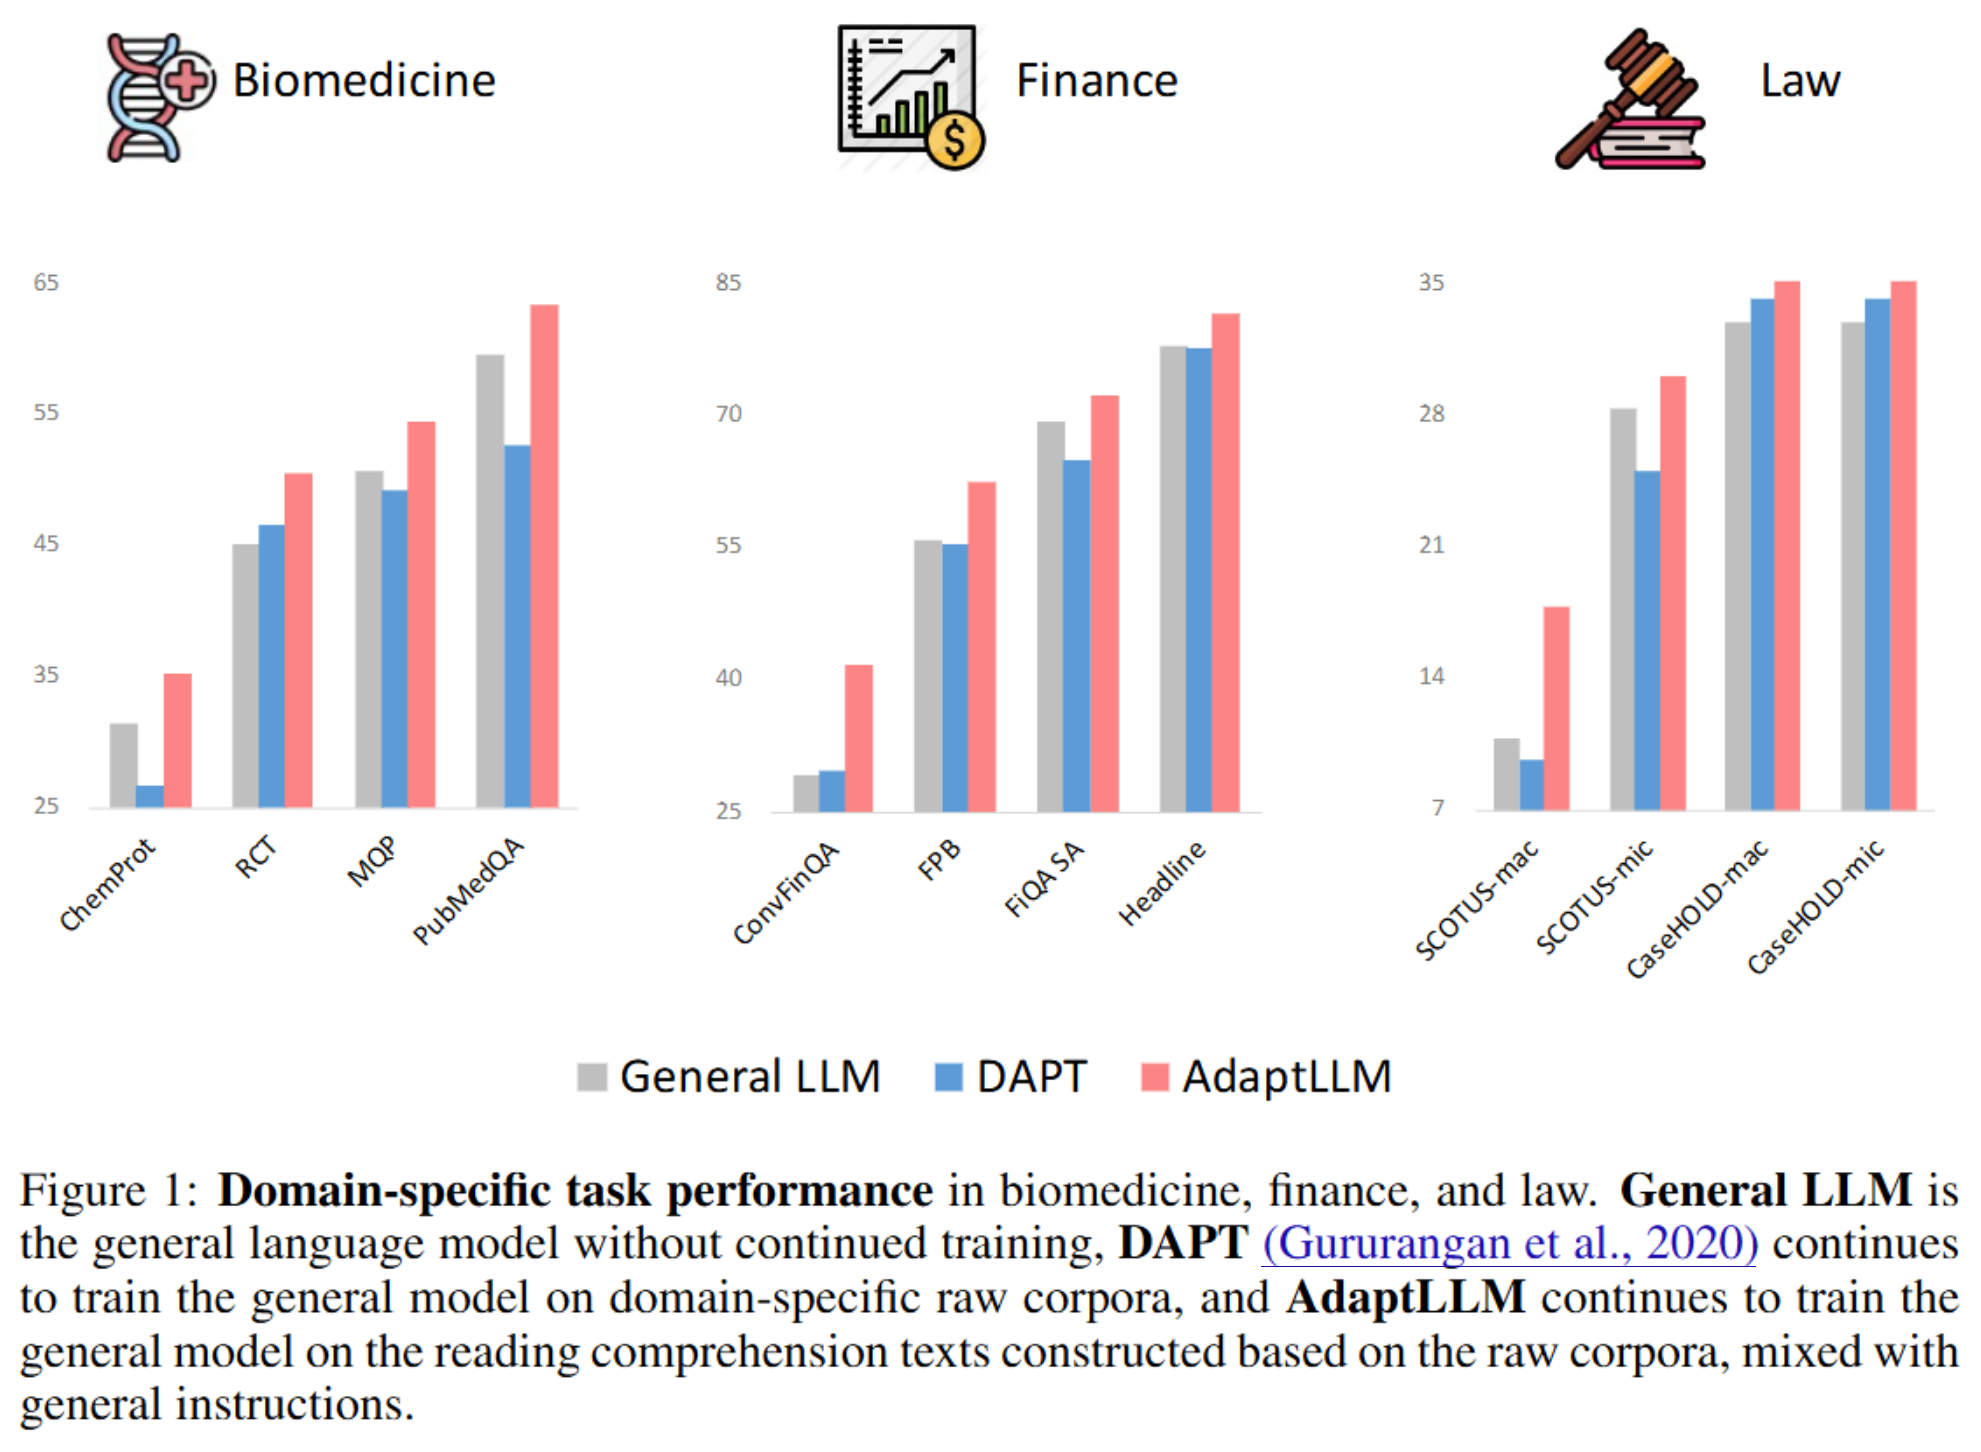 Biomedicine
Finance
Law
65
55
45
35
25
ChemProt
RCT
MQP
PubMedQA
85
70
55
40
25
ConvFinQA
FPB
FiQA SA
Headline
35
28
21
14
7
SCOTUS-mac
SCOTUS-mic
CaseHOLD-mac
CaseHOLD-mic
General LLM
DAPT
AdaptLLM
Figure 1: Domain-specific task performance in biomedicine, finance, and law. General LLM is
the general language model without continued training, DAPT (Gururangan et al., 2020) continues
to train the general model on domain-specific raw corpora, and AdaptLLM continues to train the
general model on the reading comprehension texts constructed based on the raw corpora, mixed with
general instructions.